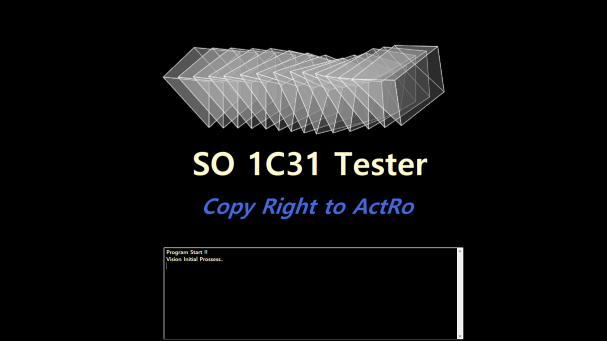 SO 1C31 Tester
Copy Right to ActRo
Program Start !!
Vision Initial Prossess.